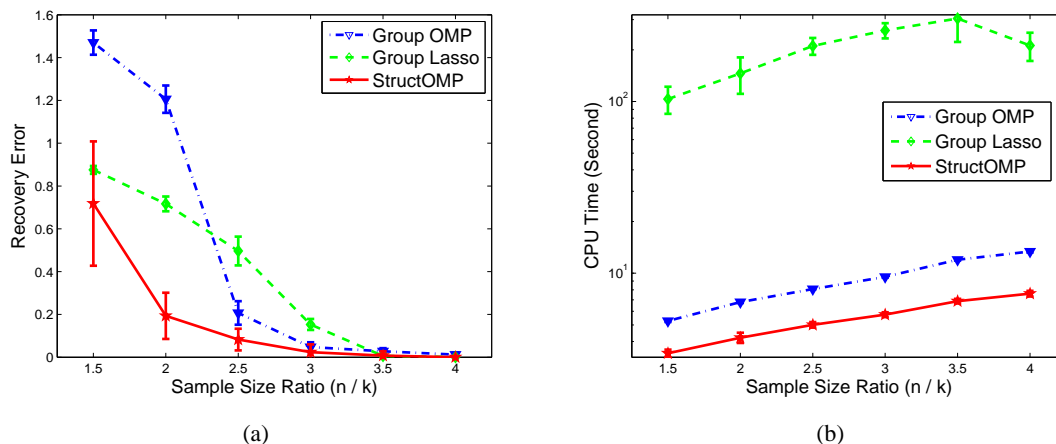 1.6
1.4
1.2
1
0.8
0.6
0.4
0.2
0
Recovery Error
1.5 2 2.5 3 3.5 4
Sample Size Ratio (n / k)
Group OMP
Group Lasso
StructOMP
(a)
10^2
10^1
CPU Time (Second)
1.5 2 2.5 3 3.5 4
Sample Size Ratio (n / k)
Group OMP
Group Lasso
StructOMP
(b)